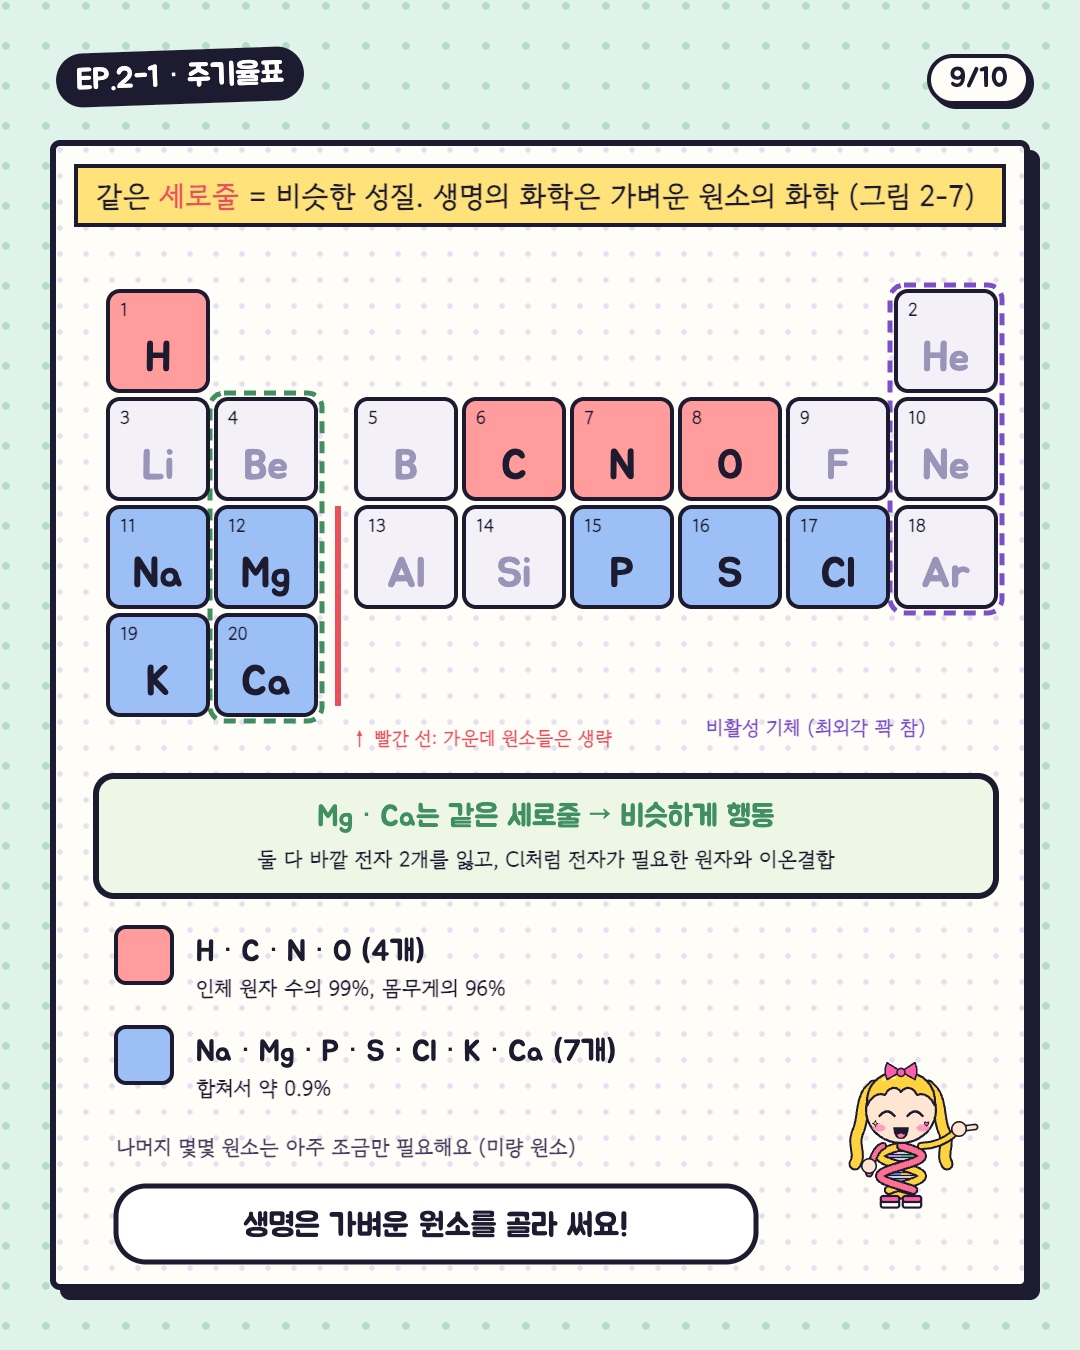 EP.2-1 · 주기율표
9/10
같은 세로줄 = 비슷한 성질. 생명의 화학은 가벼운 원소의 화학 (그림 2-7)
1 2
H He
3 4 5 6 7 8 9 10
Li Be B C N O F Ne
11 12 13 14 15 16 17 18
Na Mg Al Si P S Cl Ar
19 20
K Ca
↑ 빨간 선: 가운데 원소들은 생략
비활성 기체 (최외각 꽉 참)
Mg · Ca는 같은 세로줄 → 비슷하게 행동
둘 다 바깥 전자 2개를 잃고, Cl처럼 전자가 필요한 원자와 이온결합
H · C · N · O (4개)
인체 원자 수의 99%, 몸무게의 96%
Na · Mg · P · S · Cl · K · Ca (7개)
합쳐서 약 0.9%
나머지 몇몇 원소는 아주 조금만 필요해요 (미량 원소)
생명은 가벼운 원소를 골라 써요!